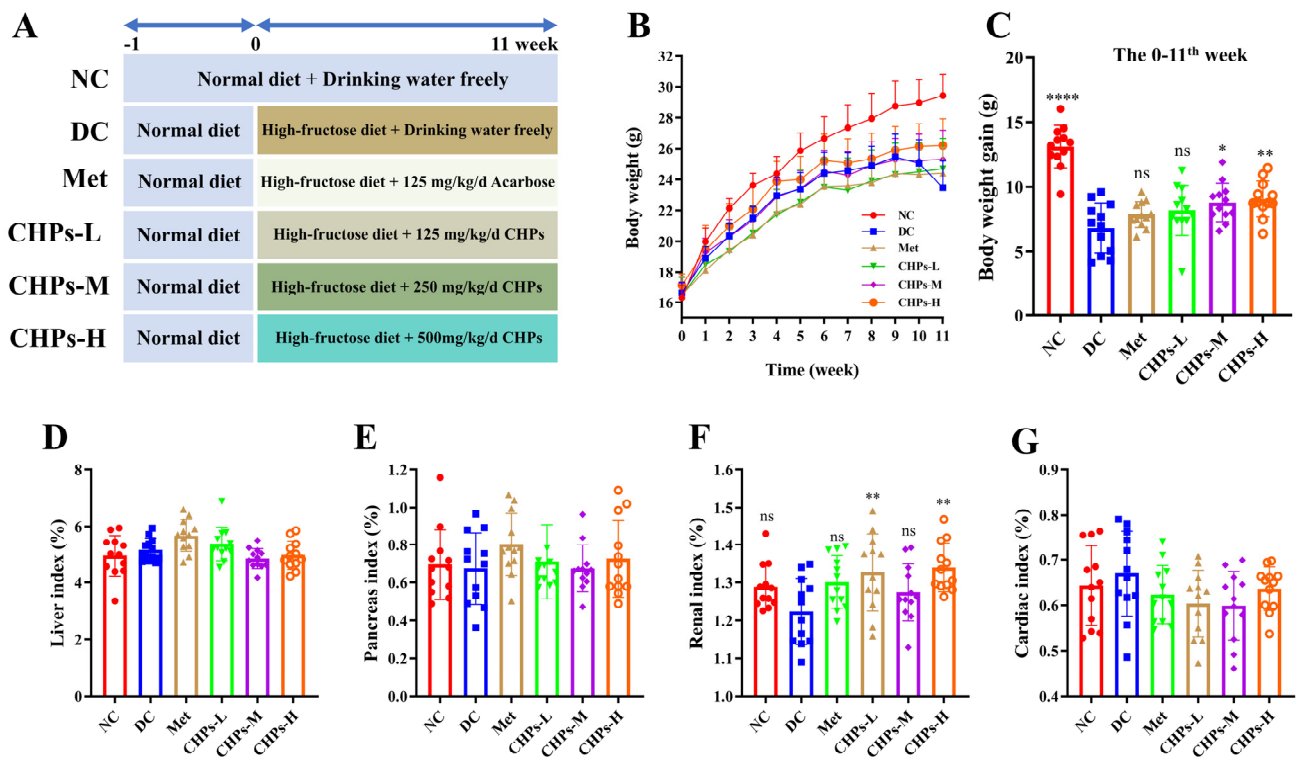 A
-1
0
11 week
NC
Normal diet + Drinking water freely
DC
Normal diet
High-fructose diet + Drinking water freely
Met
Normal diet
High-fructose diet + 125 mg/kg/d Acarbose
CHPs-L
Normal diet
High-fructose diet + 125 mg/kg/d CHPs
CHPs-M
Normal diet
High-fructose diet + 250 mg/kg/d CHPs
CHPs-H
Normal diet
High-fructose diet + 500mg/kg/d CHPs
B
Body weight (g)
32
30
28
26
24
22
20
18
16
0 1 2 3 4 5 6 7 8 9 10 11
Time (week)
NC
DC
Met
CHPs-L
CHPs-M
CHPs-H
C
The 0-11th week
Body weight gain (g)
20
15
10
5
0
****
ns
ns
*
**
NC
DC
Met
CHPs-L
CHPs-M
CHPs-H
D
Liver index (%)
8
6
4
2
0
NC
DC
Met
CHPs-L
CHPs-M
CHPs-H
E
Pancreas index (%)
1.2
1.0
0.8
0.6
0.4
0.2
0.0
NC
DC
Met
CHPs-L
CHPs-M
CHPs-H
F
Renal index (%)
1.6
1.5
1.4
1.3
1.2
1.1
1.0
ns
ns
**
ns
**
NC
DC
Met
CHPs-L
CHPs-M
CHPs-H
G
Cardiac index (%)
0.9
0.8
0.7
0.6
0.5
0.4
NC
DC
Met
CHPs-L
CHPs-M
CHPs-H